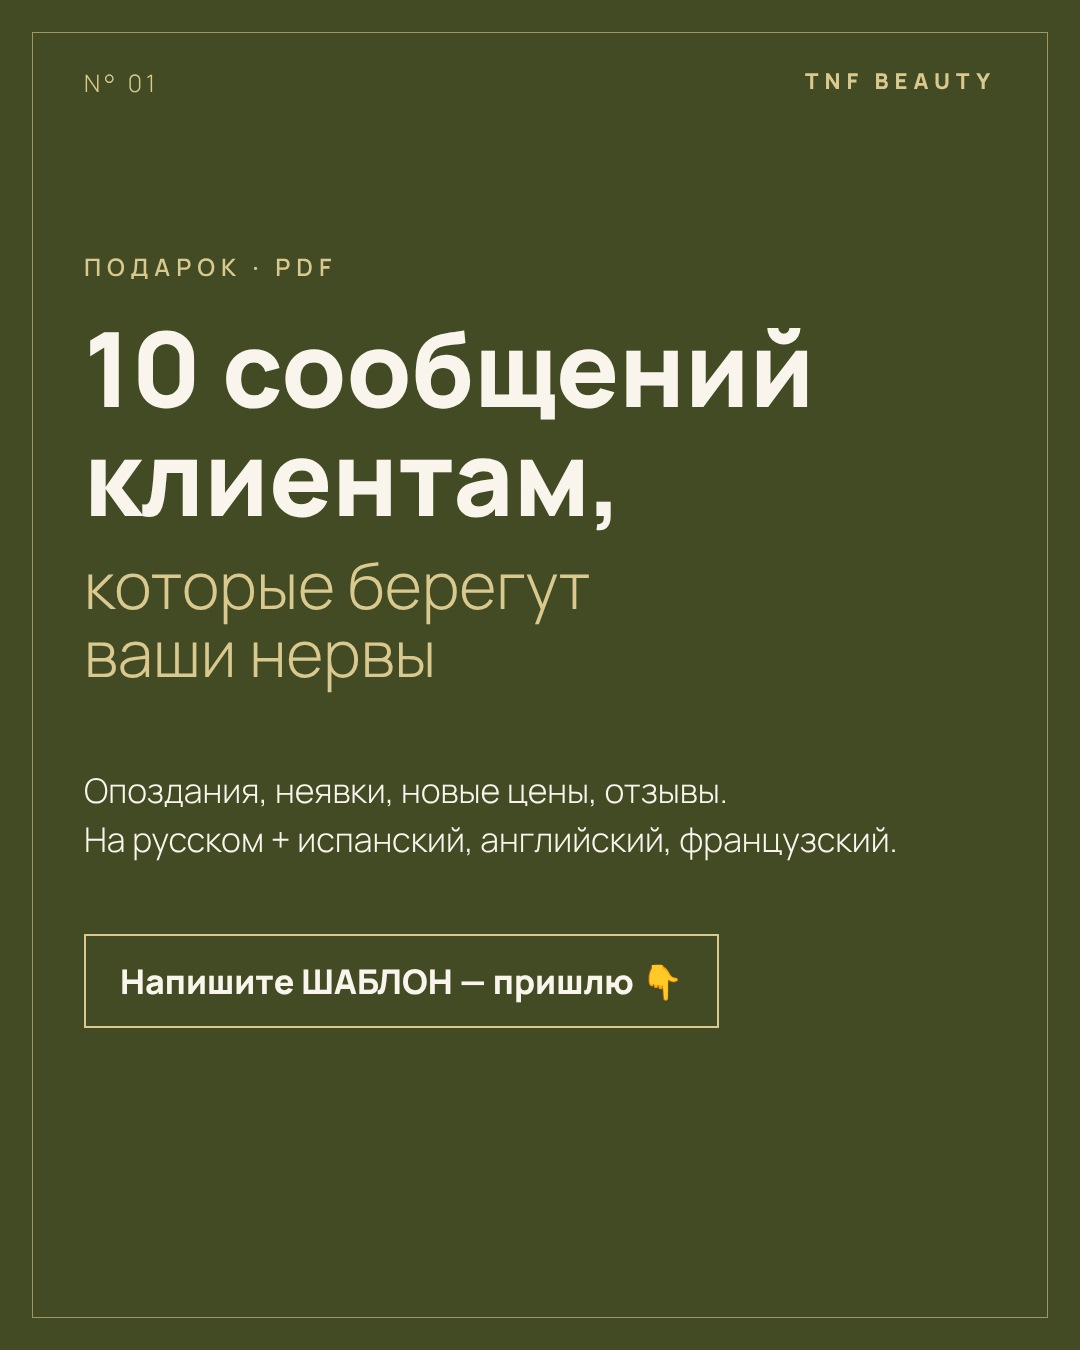 N° 01
TNF BEAUTY
ПОДАРОК · PDF
10 сообщений
клиентам,
которые берегут
ваши нервы
Опоздания, неявки, новые цены, отзывы.
На русском + испанский, английский, французский.
Напишите ШАБЛОН — пришлю 👇